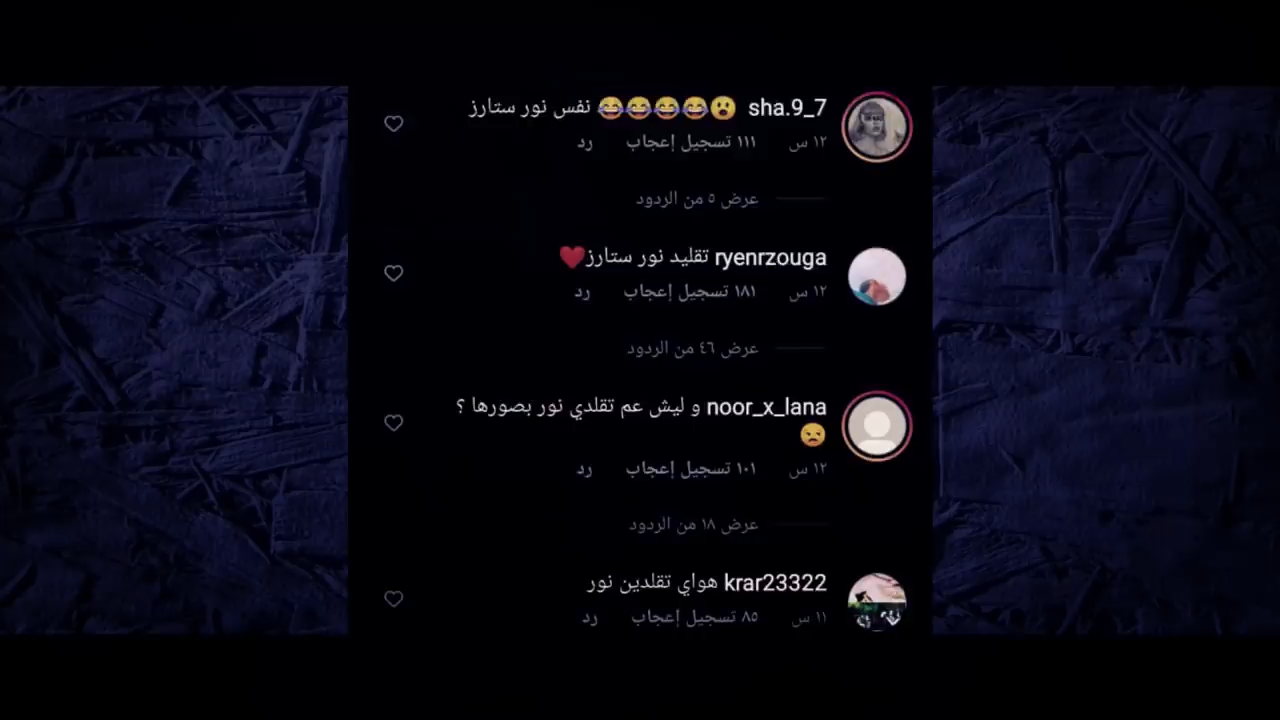 sha.9_7 😮😂😂😂😂 نفس نور ستارز
١٢ س ١١١ تسجيل إعجاب رد
عرض ٥ من الردود
ryenrzouga تقليد نور ستارز❤️
١٢ س ١٨١ تسجيل إعجاب رد
عرض ٤٦ من الردود
noor_x_lana و ليش عم تقلدي نور بصورها ؟
😞
١٢ س ١٠١ تسجيل إعجاب رد
عرض ١٨ من الردود
krar23322 هواي تقلدين نور
١١ س ٨٥ تسجيل إعجاب رد